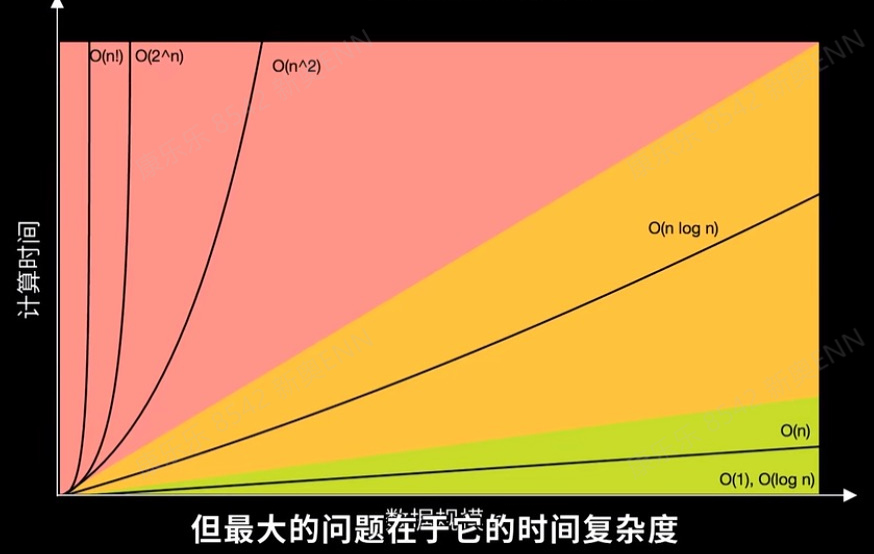 O(n!) O(2^n)
O(n^2)
O(n log n)
O(n)
O(1), O(log n)
计算时间
数据规模
但最大的问题在于它的时间复杂度